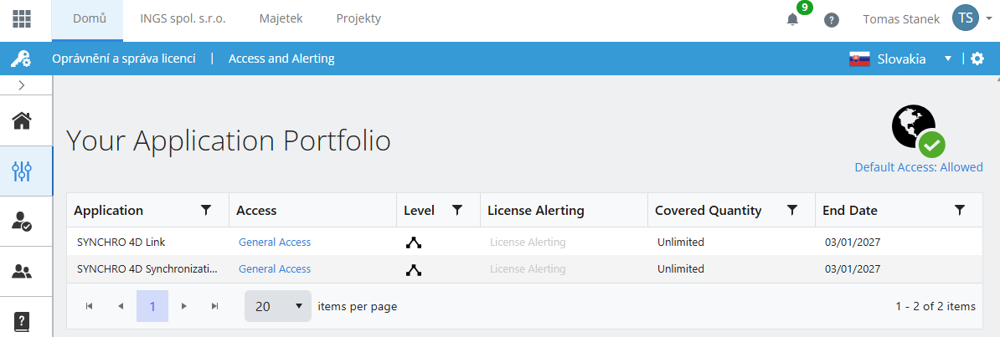 Domů INGS spol. s.r.o. Majetek Projekty 9 ? Tomas Stanek TS
Oprávnění a správa licencí | Access and Alerting Slovakia
Your Application Portfolio
Default Access: Allowed
Application Access Level License Alerting Covered Quantity End Date
SYNCHRO 4D Link General Access License Alerting Unlimited 03/01/2027
SYNCHRO 4D Synchronizati... General Access License Alerting Unlimited 03/01/2027
1 20 items per page 1 - 2 of 2 items